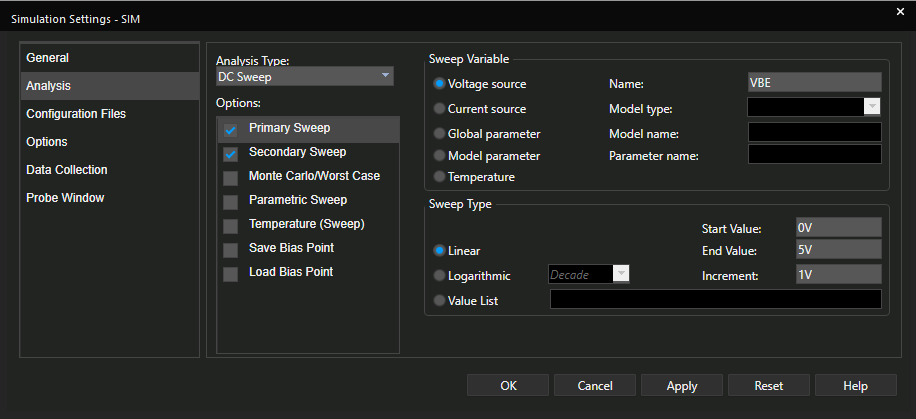 Simulation Settings - SIM
General
Analysis
Configuration Files
Options
Data Collection
Probe Window
Analysis Type:
DC Sweep
Options:
Primary Sweep
Secondary Sweep
Monte Carlo/Worst Case
Parametric Sweep
Temperature (Sweep)
Save Bias Point
Load Bias Point
Sweep Variable
Voltage source
Name: VBE
Current source
Model type:
Global parameter
Model name:
Model parameter
Parameter name:
Temperature
Sweep Type
Start Value: 0V
Linear
End Value: 5V
Logarithmic Decade
Increment: 1V
Value List
OK Cancel Apply Reset Help